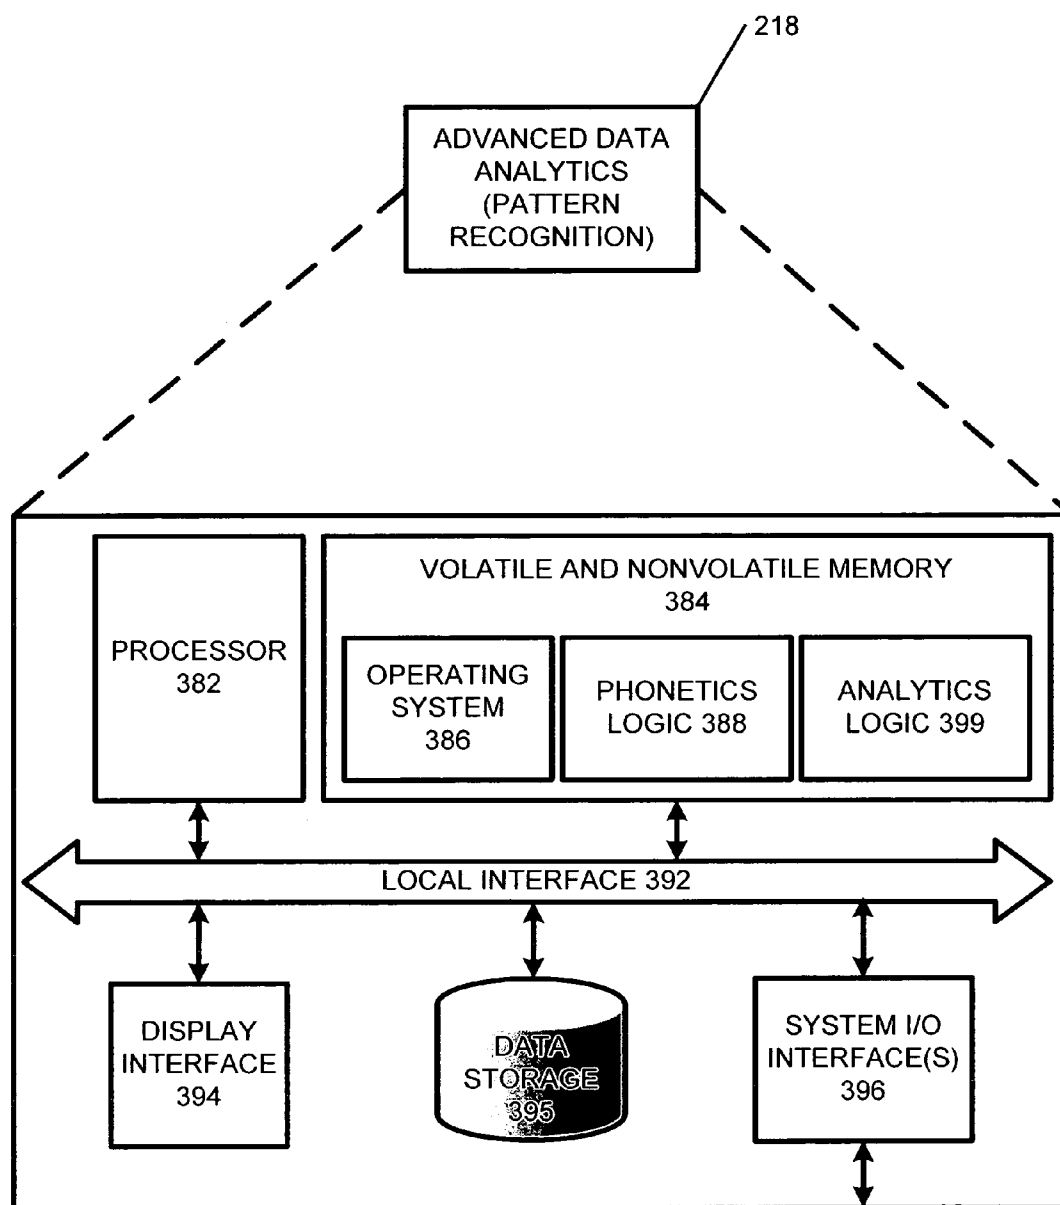 218
ADVANCED DATA
ANALYTICS
(PATTERN
RECOGNITION)
VOLATILE AND NONVOLATILE MEMORY
384
PROCESSOR
382
OPERATING
SYSTEM
386
PHONETICS
LOGIC 388
ANALYTICS
LOGIC 399
LOCAL INTERFACE 392
DISPLAY
INTERFACE
394
DATA
STORAGE
395
SYSTEM I/O
INTERFACE(S)
396